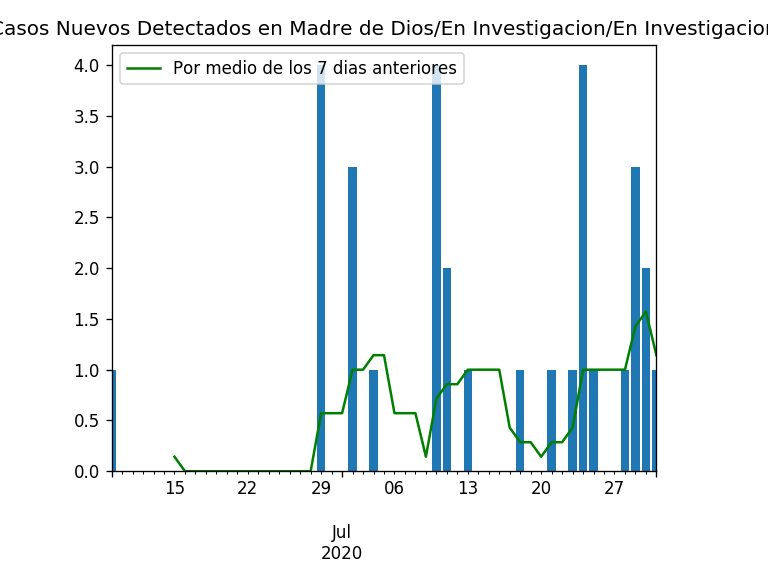 Casos Nuevos Detectados en Madre de Dios/En Investigacion/En Investigacion
Por medio de los 7 dias anteriores
4.0
3.5
3.0
2.5
2.0
1.5
1.0
0.5
0.0
15 22 29 06 13 20 27
Jul
2020